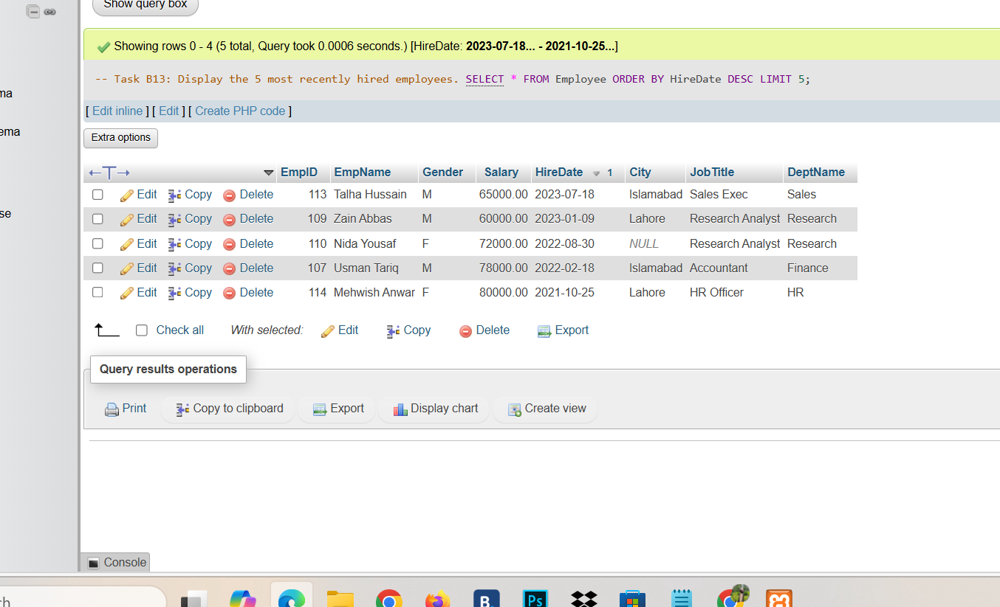 Show query box
Showing rows 0 - 4 (5 total, Query took 0.0006 seconds.) [HireDate: 2023-07-18... - 2021-10-25...]
-- Task B13: Display the 5 most recently hired employees. SELECT * FROM Employee ORDER BY HireDate DESC LIMIT 5;
ma
[ Edit inline ] [ Edit ] [ Create PHP code ]
ema
Extra options
EmpID EmpName Gender Salary HireDate 1 City JobTitle DeptName
Edit Copy Delete 113 Talha Hussain M 65000.00 2023-07-18 Islamabad Sales Exec Sales
se
Edit Copy Delete 109 Zain Abbas M 60000.00 2023-01-09 Lahore Research Analyst Research
Edit Copy Delete 110 Nida Yousaf F 72000.00 2022-08-30 NULL Research Analyst Research
Edit Copy Delete 107 Usman Tariq M 78000.00 2022-02-18 Islamabad Accountant Finance
Edit Copy Delete 114 Mehwish Anwar F 80000.00 2021-10-25 Lahore HR Officer HR
Check all With selected: Edit Copy Delete Export
Query results operations
Print Copy to clipboard Export Display chart Create view
Console
ch
B.
Ps